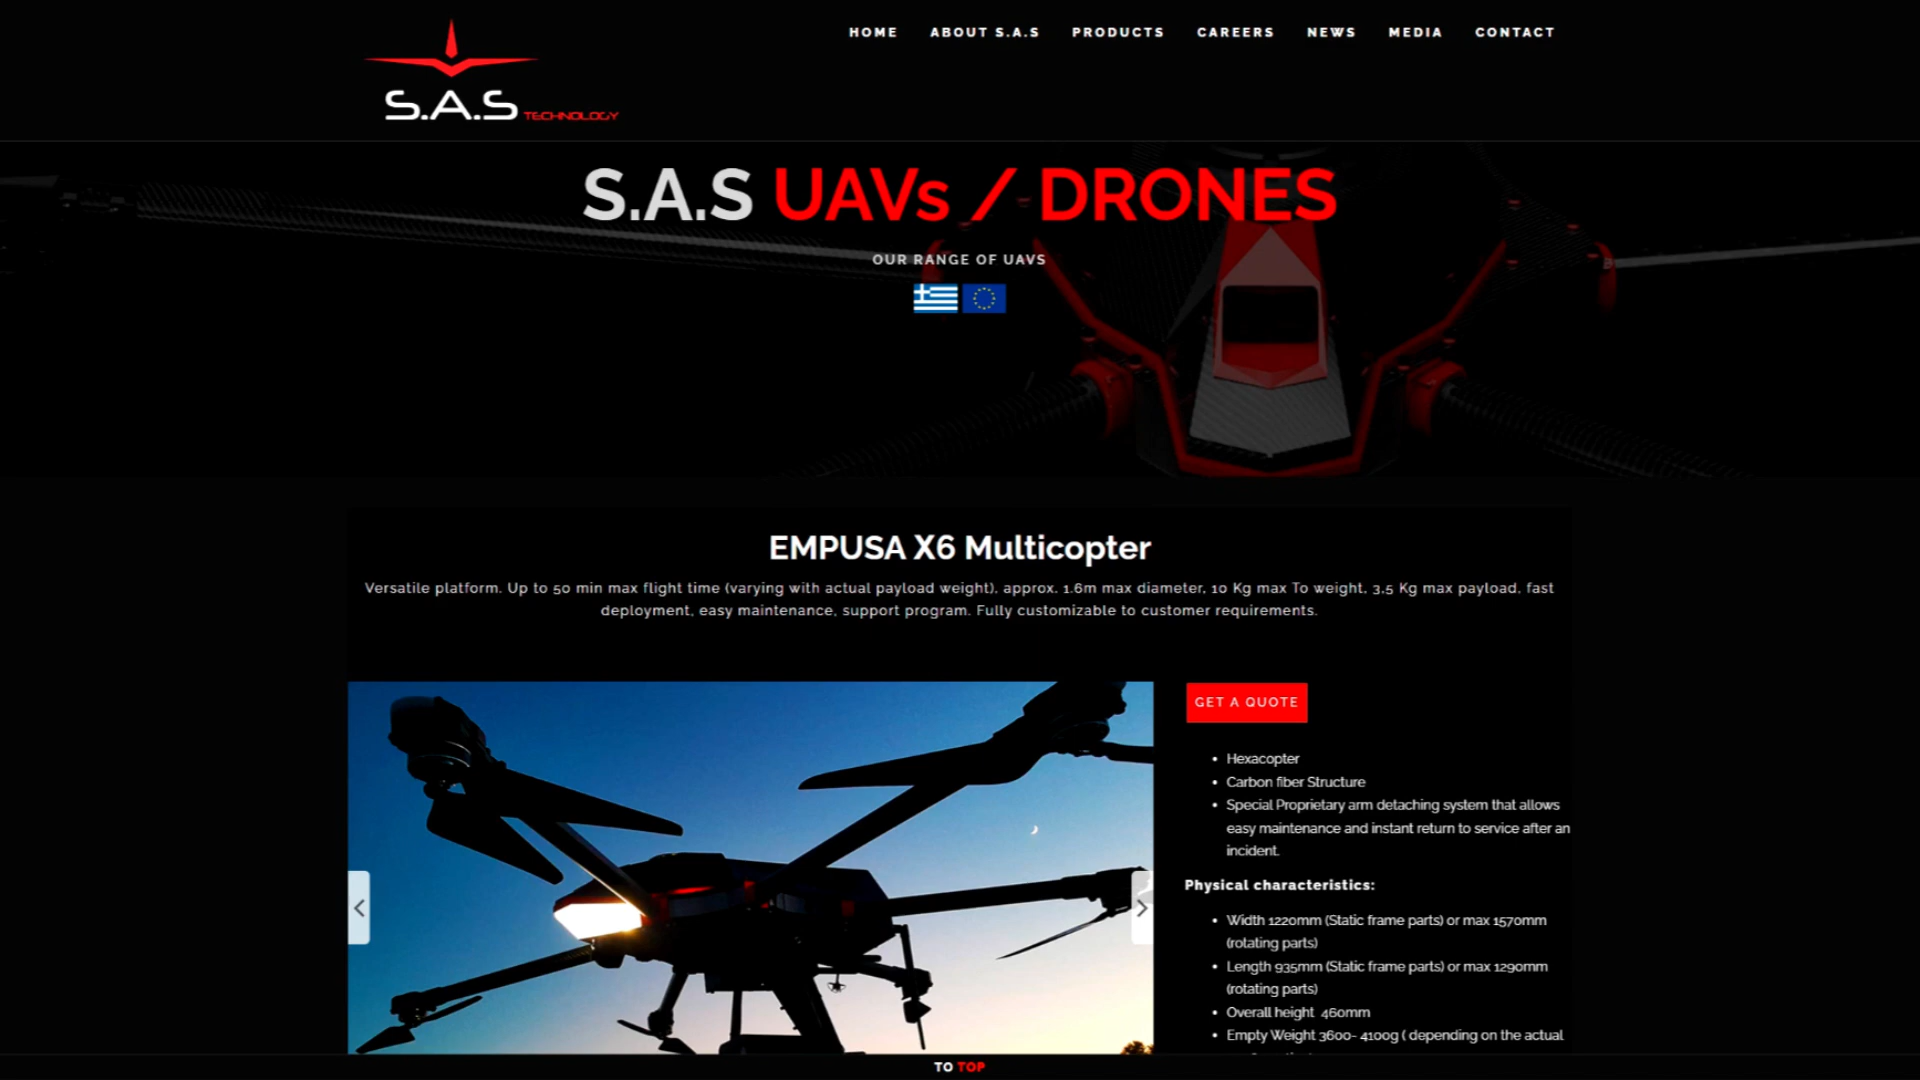 HOME ABOUT S.A.S PRODUCTS CAREERS NEWS MEDIA CONTACT
S.A.S TECHNOLOGY
S.A.S UAVs / DRONES
OUR RANGE OF UAVS
EMPUSA X6 Multicopter
Versatile platform. Up to 50 min max flight time (varying with actual payload weight), approx. 1.6m max diameter, 10 Kg max To weight, 3,5 Kg max payload. fast
deployment, easy maintenance, support program. Fully customizable to customer requirements.
GET A QUOTE
• Hexacopter
• Carbon fiber Structure
• Special Proprietary arm detaching system that allows
easy maintenance and instant return to service after an
incident.
Physical characteristics:
• Width 1220mm (Static frame parts) or max 1570mm
(rotating parts)
• Length 935mm (Static frame parts) or max 1290mm
(rotating parts)
• Overall height 460mm
• Empty Weight 3600- 4100g ( depending on the actual
TO TOP